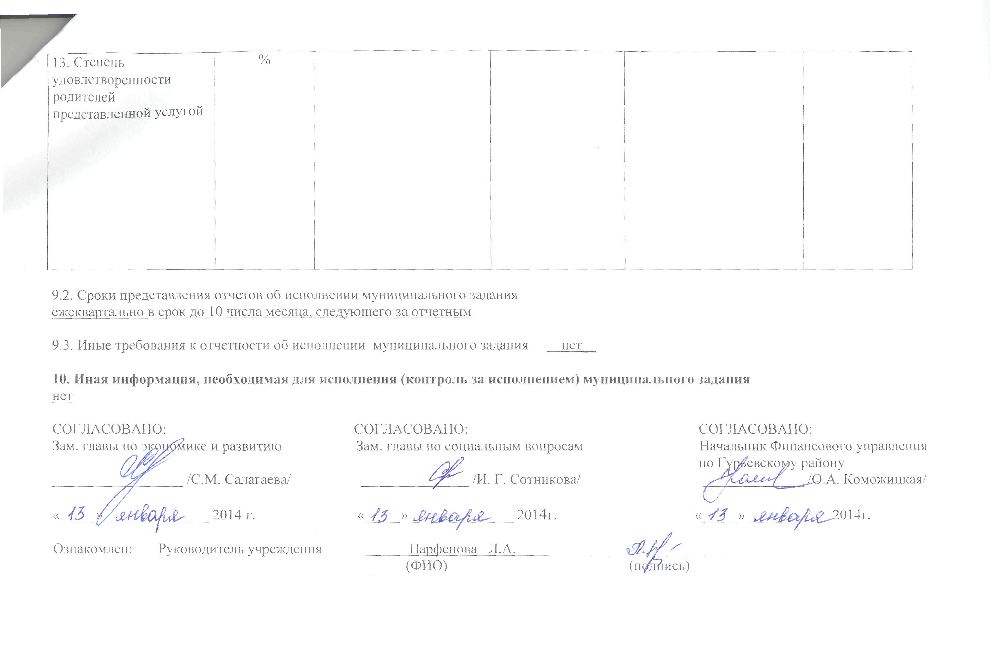 13. Степень
удовлетворенности
родителей
представленной услугой
%
9.2. Сроки представления отчетов об исполнении муниципального задания
ежеквартально в срок до 10 числа месяца, следующего за отчетным
9.3. Иные требования к отчетности об исполнении муниципального задания нет
10. Иная информация, необходимая для исполнения (контроль за исполнением) муниципального задания
нет
СОГЛАСОВАНО: СОГЛАСОВАНО: СОГЛАСОВАНО:
Зам. главы по экономике и развитию Зам. главы по социальным вопросам Начальник Финансового управления
по Гурьевскому району
/С.М. Салагаева/ /И. Г. Сотникова/ /О.А. Коможицкая/
«13» января 2014 г. «13» января 2014г. «13» января 2014г.
Ознакомлен: Руководитель учреждения Парфенова Л.А.
(ФИО) (подпись)